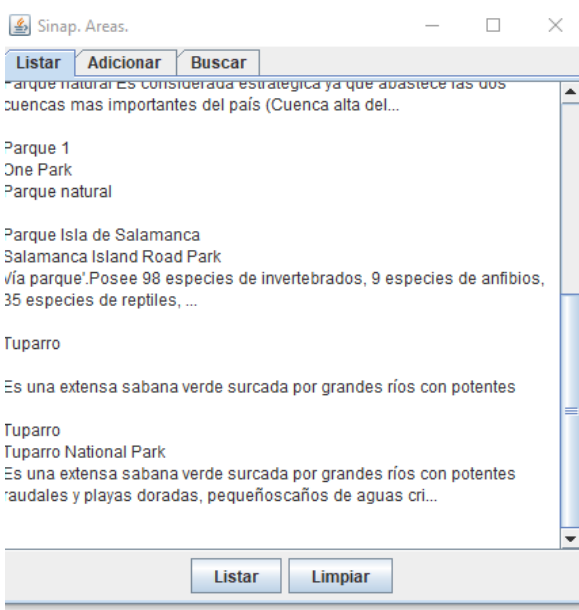 Sinap. Areas.
Listar Adicionar Buscar
Parque natural Es considerada estratégica ya que abastece las dos
cuencas mas importantes del país (Cuenca alta del...
Parque 1
One Park
Parque natural
Parque Isla de Salamanca
Salamanca Island Road Park
Vía parque'.Posee 98 especies de invertebrados, 9 especies de anfibios,
35 especies de reptiles, ...
Tuparro
Es una extensa sabana verde surcada por grandes ríos con potentes
Tuparro
Tuparro National Park
Es una extensa sabana verde surcada por grandes ríos con potentes
raudales y playas doradas, pequeñoscaños de aguas cri...
Listar Limpiar